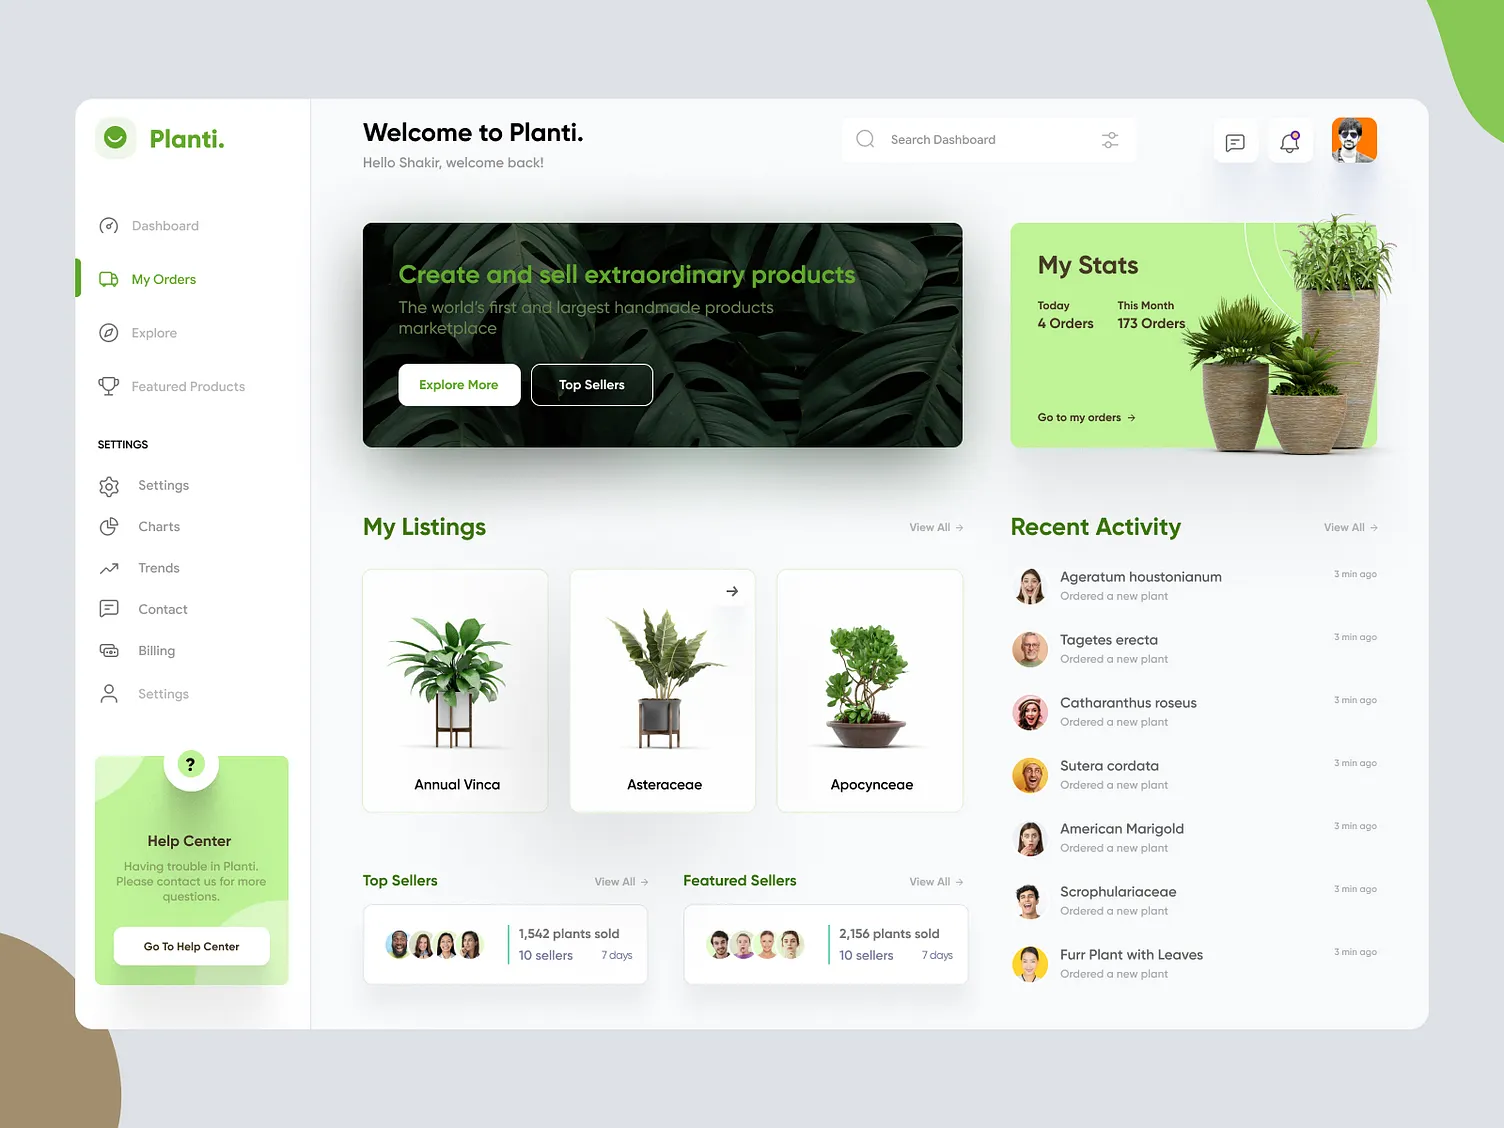 Planti.
Dashboard
My Orders
Explore
Featured Products
SETTINGS
Settings
Charts
Trends
Contact
Billing
Settings
?
Help Center
Having trouble in Planti.
Please contact us for more
questions.
Go To Help Center
Welcome to Planti.
Hello Shakir, welcome back!
Search Dashboard
Create and sell extraordinary products
The world's first and largest handmade products
marketplace
Explore More
Top Sellers
My Stats
Today
This Month
4 Orders
173 Orders
Go to my orders →
My Listings
View All →
Annual Vinca
Asteraceae
Apocynceae
Top Sellers
View All →
1,542 plants sold
10 sellers
7 days
Featured Sellers
View All →
2,156 plants sold
10 sellers
7 days
Recent Activity
View All →
Ageratum houstonianum
3 min ago
Ordered a new plant
Tagetes erecta
3 min ago
Ordered a new plant
Catharanthus roseus
3 min ago
Ordered a new plant
Sutera cordata
3 min ago
Ordered a new plant
American Marigold
3 min ago
Ordered a new plant
Scrophulariaceae
3 min ago
Ordered a new plant
Furr Plant with Leaves
3 min ago
Ordered a new plant